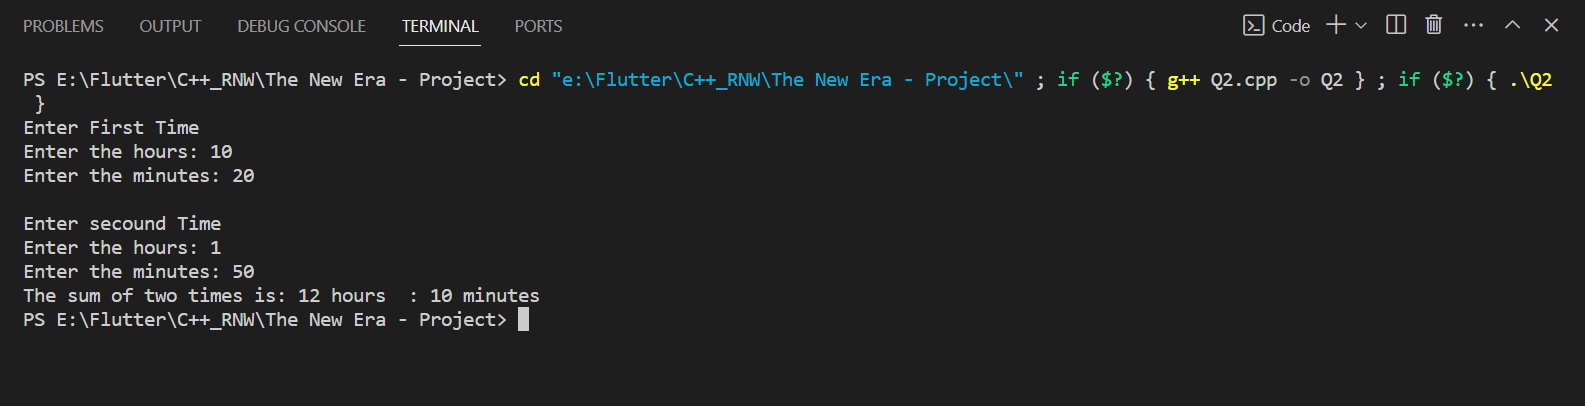 PROBLEMS OUTPUT DEBUG CONSOLE TERMINAL PORTS Code
PS E:\Flutter\C++_RNW\The New Era - Project> cd "e:\Flutter\C++_RNW\The New Era - Project\" ; if ($?) { g++ Q2.cpp -o Q2 } ; if ($?) { .\Q2
}
Enter First Time
Enter the hours: 10
Enter the minutes: 20
Enter secound Time
Enter the hours: 1
Enter the minutes: 50
The sum of two times is: 12 hours  : 10 minutes
PS E:\Flutter\C++_RNW\The New Era - Project>